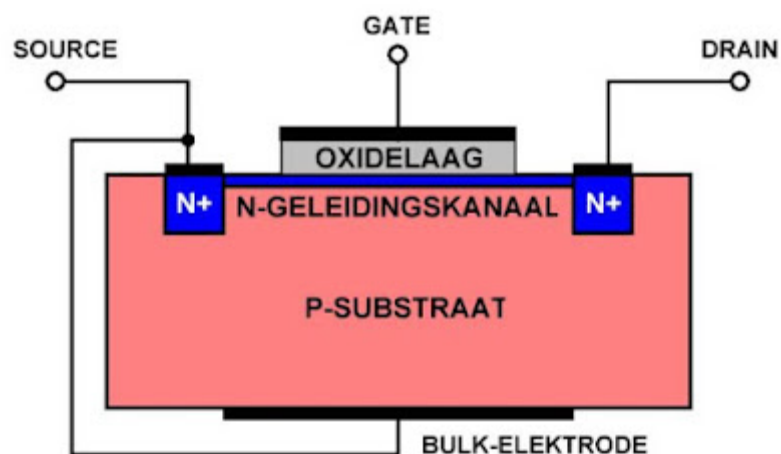 GATE
SOURCE
DRAIN
OXIDELAAG
N+
N-GELEIDINGSKANAAL
N+
P-SUBSTRAAT
BULK-ELEKTRODE